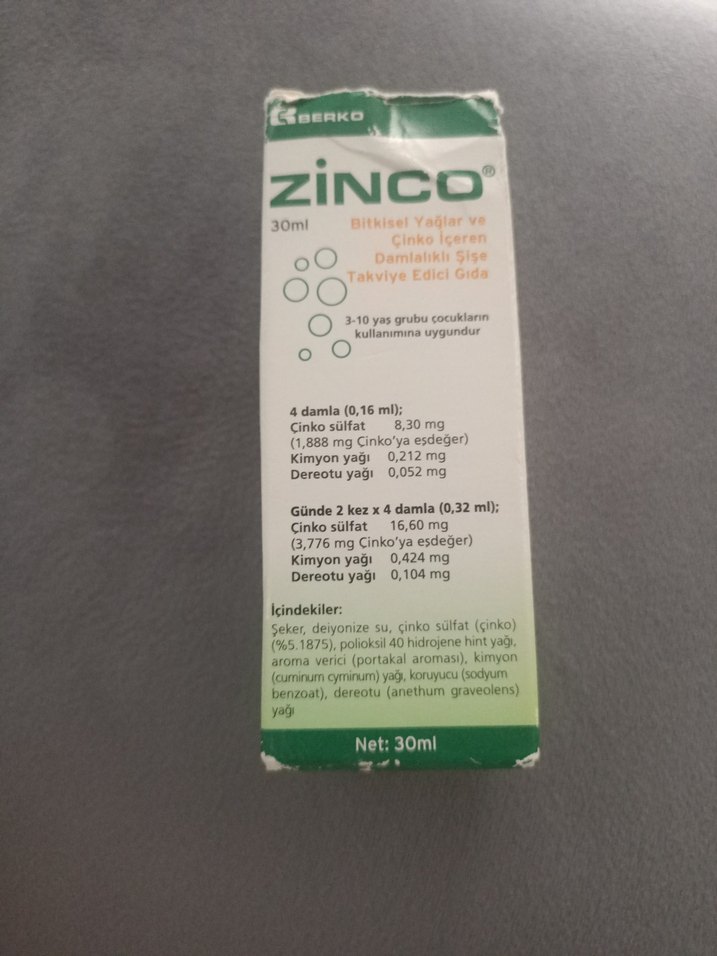 BERKO
ZİNCO®
30ml
Bitkisel Yağlar ve
Çinko İçeren
Damlalıklı Şişe
Takviye Edici Gıda
3-10 yaş grubu çocukların
kullanımına uygundur
4 damla (0,16 ml);
Çinko sülfat 8,30 mg
(1,888 mg Çinko'ya eşdeğer)
Kimyon yağı 0,212 mg
Dereotu yağı 0,052 mg
Günde 2 kez x 4 damla (0,32 ml);
Çinko sülfat 16,60 mg
(3,776 mg Çinko'ya eşdeğer)
Kimyon yağı 0,424 mg
Dereotu yağı 0,104 mg
İçindekiler:
Şeker, deiyonize su, çinko sülfat (çinko)
(%5.1875), polioksil 40 hidrojene hint yağı,
aroma verici (portakal aroması), kimyon
(cuminum cyminum) yağı, koruyucu (sodyum
benzoat), dereotu (anethum graveolens)
yağı
Net: 30ml